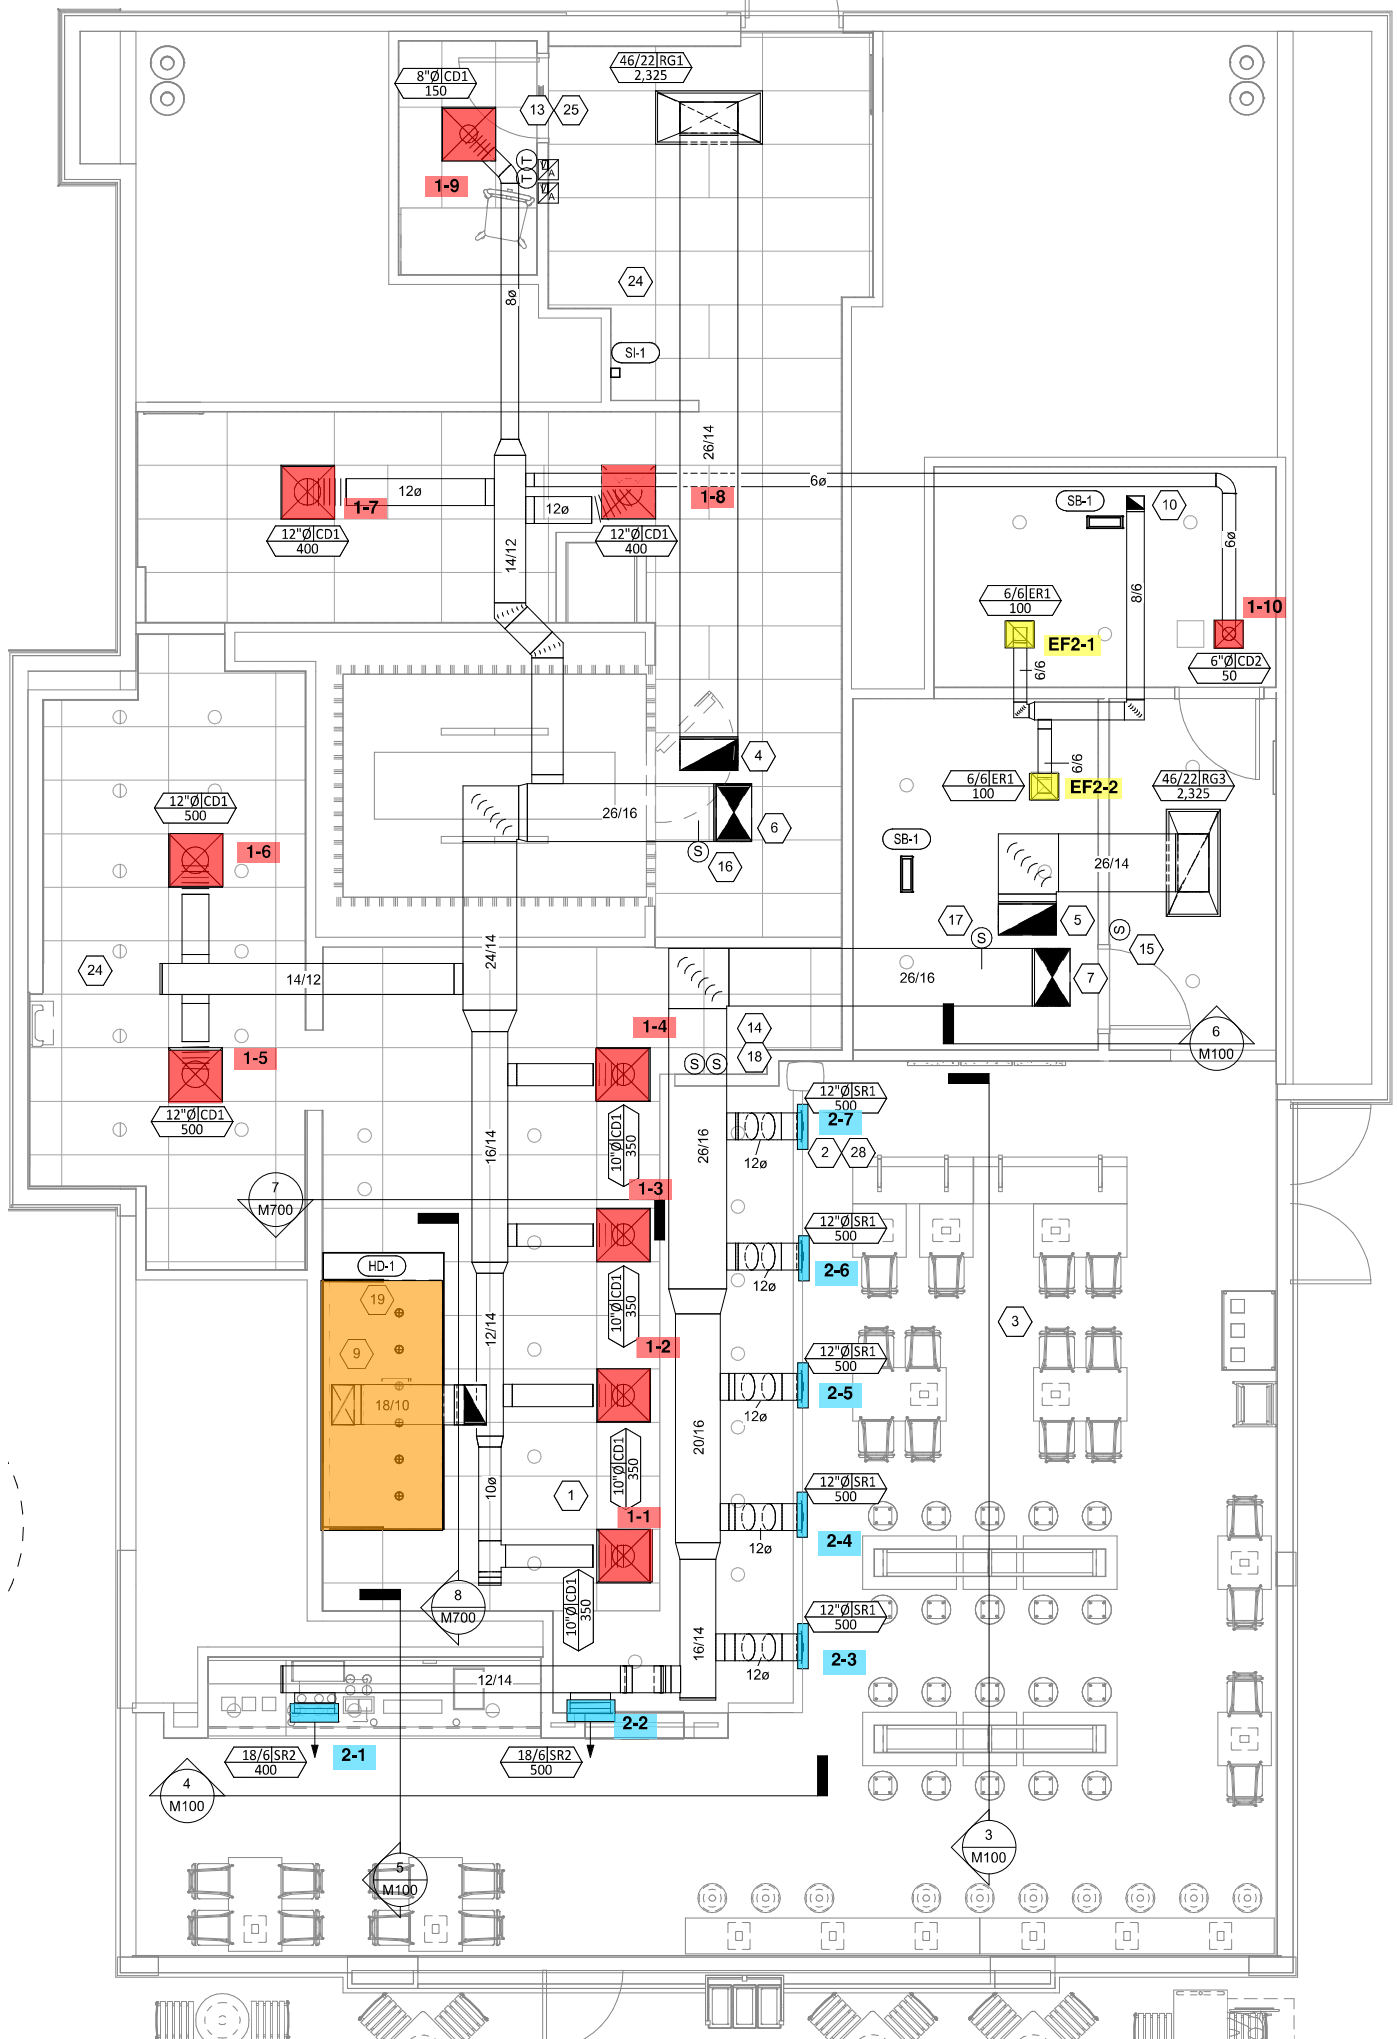 46/22 RG1
2,325
8"Ø CD1
150
13
25
T
T
V
A
V
A
1-9
24
8ø
SI-1
26/14
1-8
6ø
12ø
1-7
12ø
SB-1
10
12"Ø CD1
400
12"Ø CD1
400
14/12
6ø
8/6
6/6 ER1
100
1-10
EF2-1
6"Ø CD2
50
6/6
4
6/6
6/6 ER1
100
EF2-2
46/22 RG3
2,325
12"Ø CD1
500
26/16
6
SB-1
1-6
S
16
26/14
17
5
S
S
15
24/14
24
14/12
26/16
7
1-4
14
18
6
M100
1-5
S
S
12"Ø SR1
500
12"Ø CD1
500
2-7
10"Ø CD1
350
16/14
26/16
12ø
2
28
7
M700
1-3
12"Ø SR1
500
HD-1
2-6
12ø
19
10"Ø CD1
350
12/14
3
9
1-2
12"Ø SR1
500
2-5
18/10
12ø
20/16
10"Ø CD1
350
10ø
1
12"Ø SR1
500
1-1
2-4
12ø
8
M700
10"Ø CD1
350
12"Ø SR1
500
16/14
2-3
12ø
12/14
2-2
2-1
18/6 SR2
400
18/6 SR2
500
4
M100
3
M100
5
M100